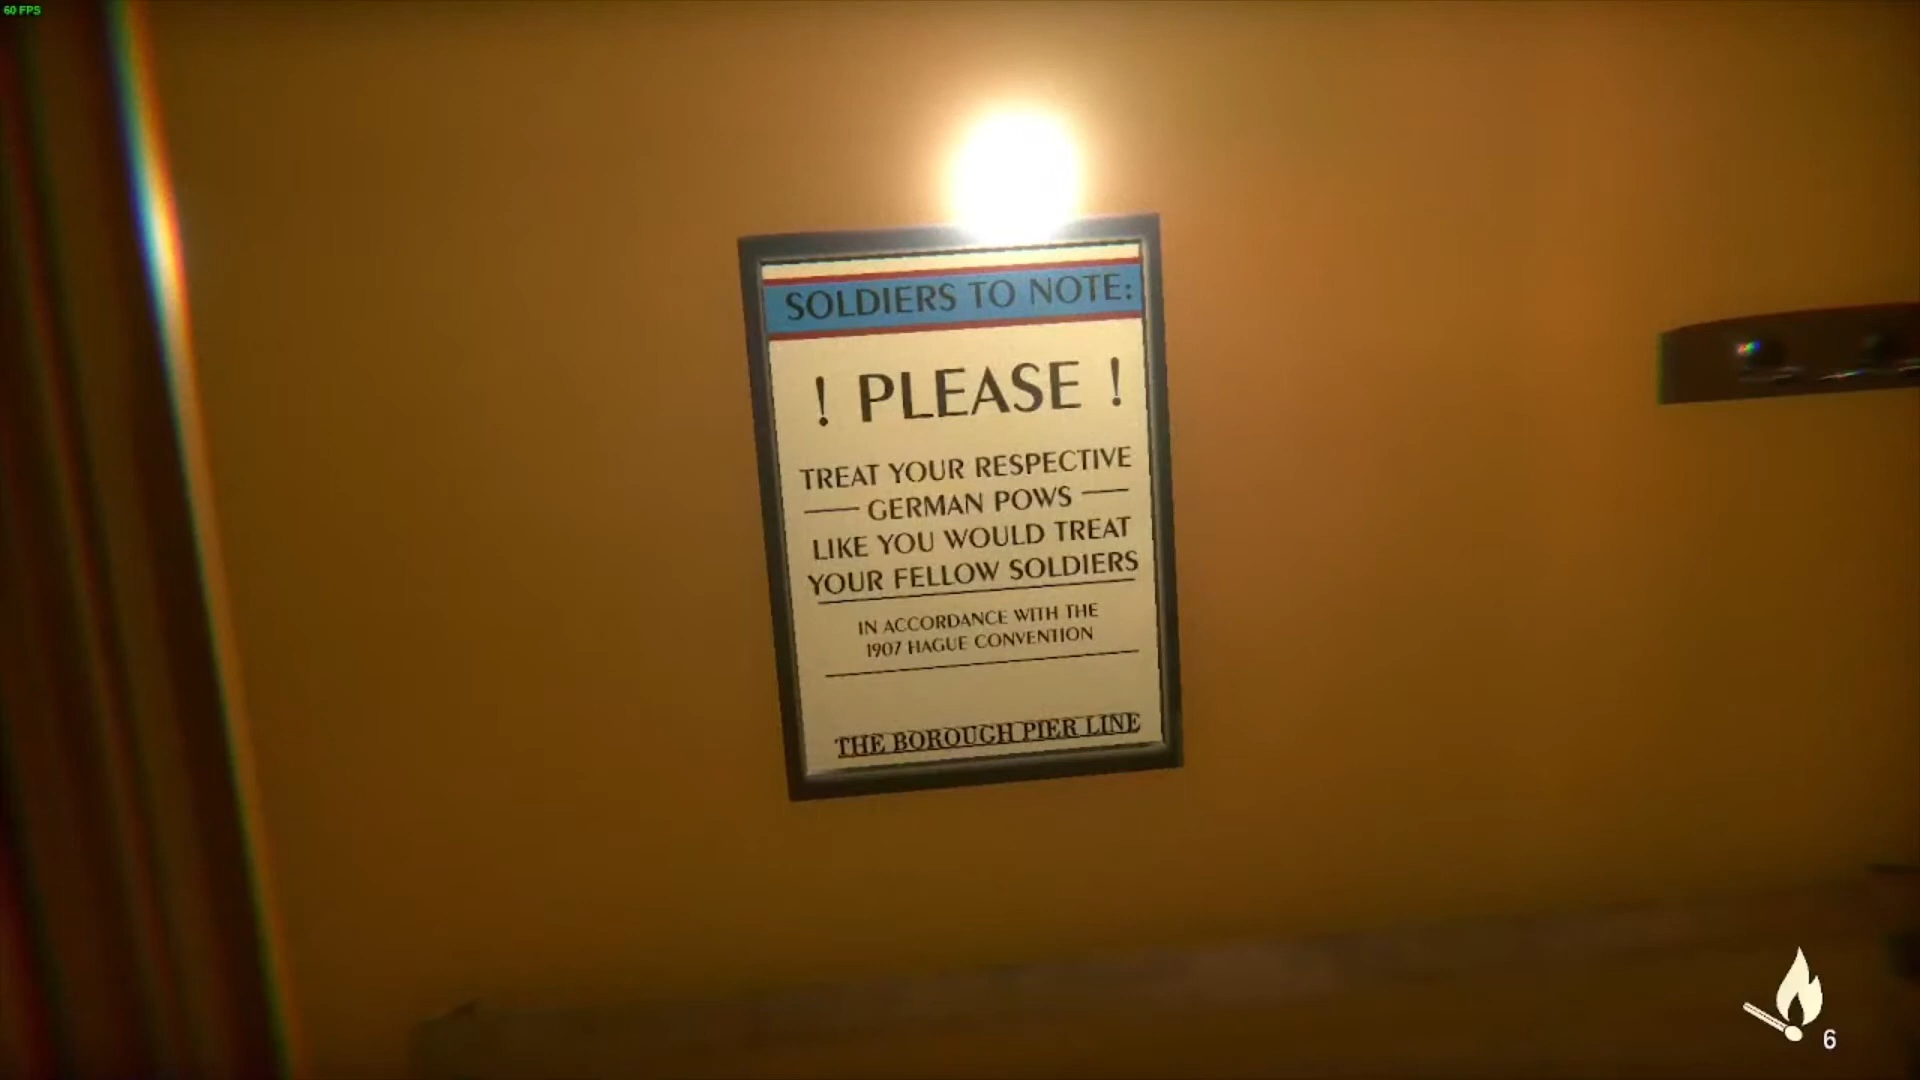 60 FPS
SOLDIERS TO NOTE:
! PLEASE !
TREAT YOUR RESPECTIVE
GERMAN POWS
LIKE YOU WOULD TREAT
YOUR FELLOW SOLDIERS
IN ACCORDANCE WITH THE
1907 HAGUE CONVENTION
THE BOROUGH PIER LINE
6